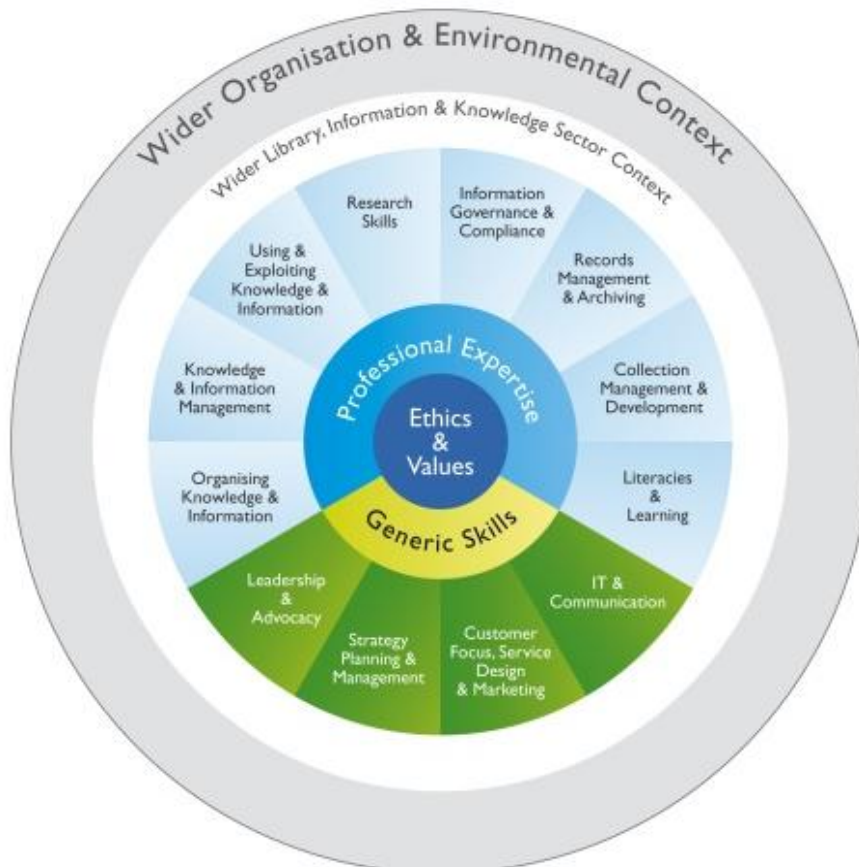 Wider Organisation & Environmental Context
Wider Library, Information & Knowledge Sector Context
Research
Skills
Information
Governance &
Compliance
Using &
Exploiting
Knowledge &
Information
Records
Management
& Archiving
Knowledge
& Information
Management
Collection
Management &
Development
Organising
Knowledge &
Information
Literacies
&
Learning
Professional Expertise
Ethics
&
Values
Generic Skills
Leadership
&
Advocacy
Strategy
Planning &
Management
Customer
Focus, Service
Design
& Marketing
IT &
Communication